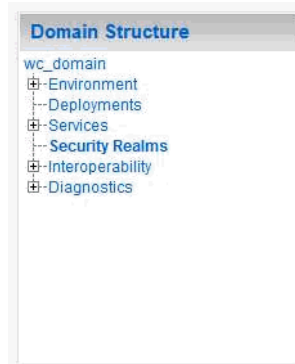 Domain Structure
wc_domain
Environment
Deployments
Services
Security Realms
Interoperability
Diagnostics